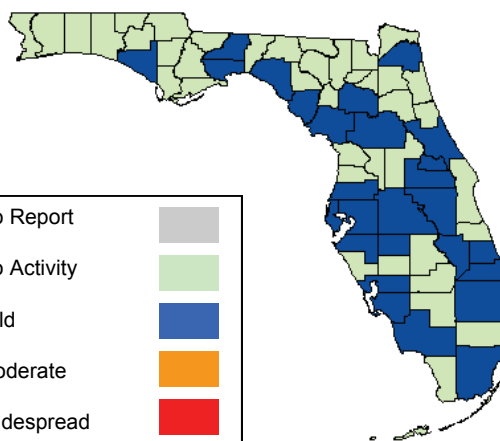 o Report
o Activity
ld
oderate
despread